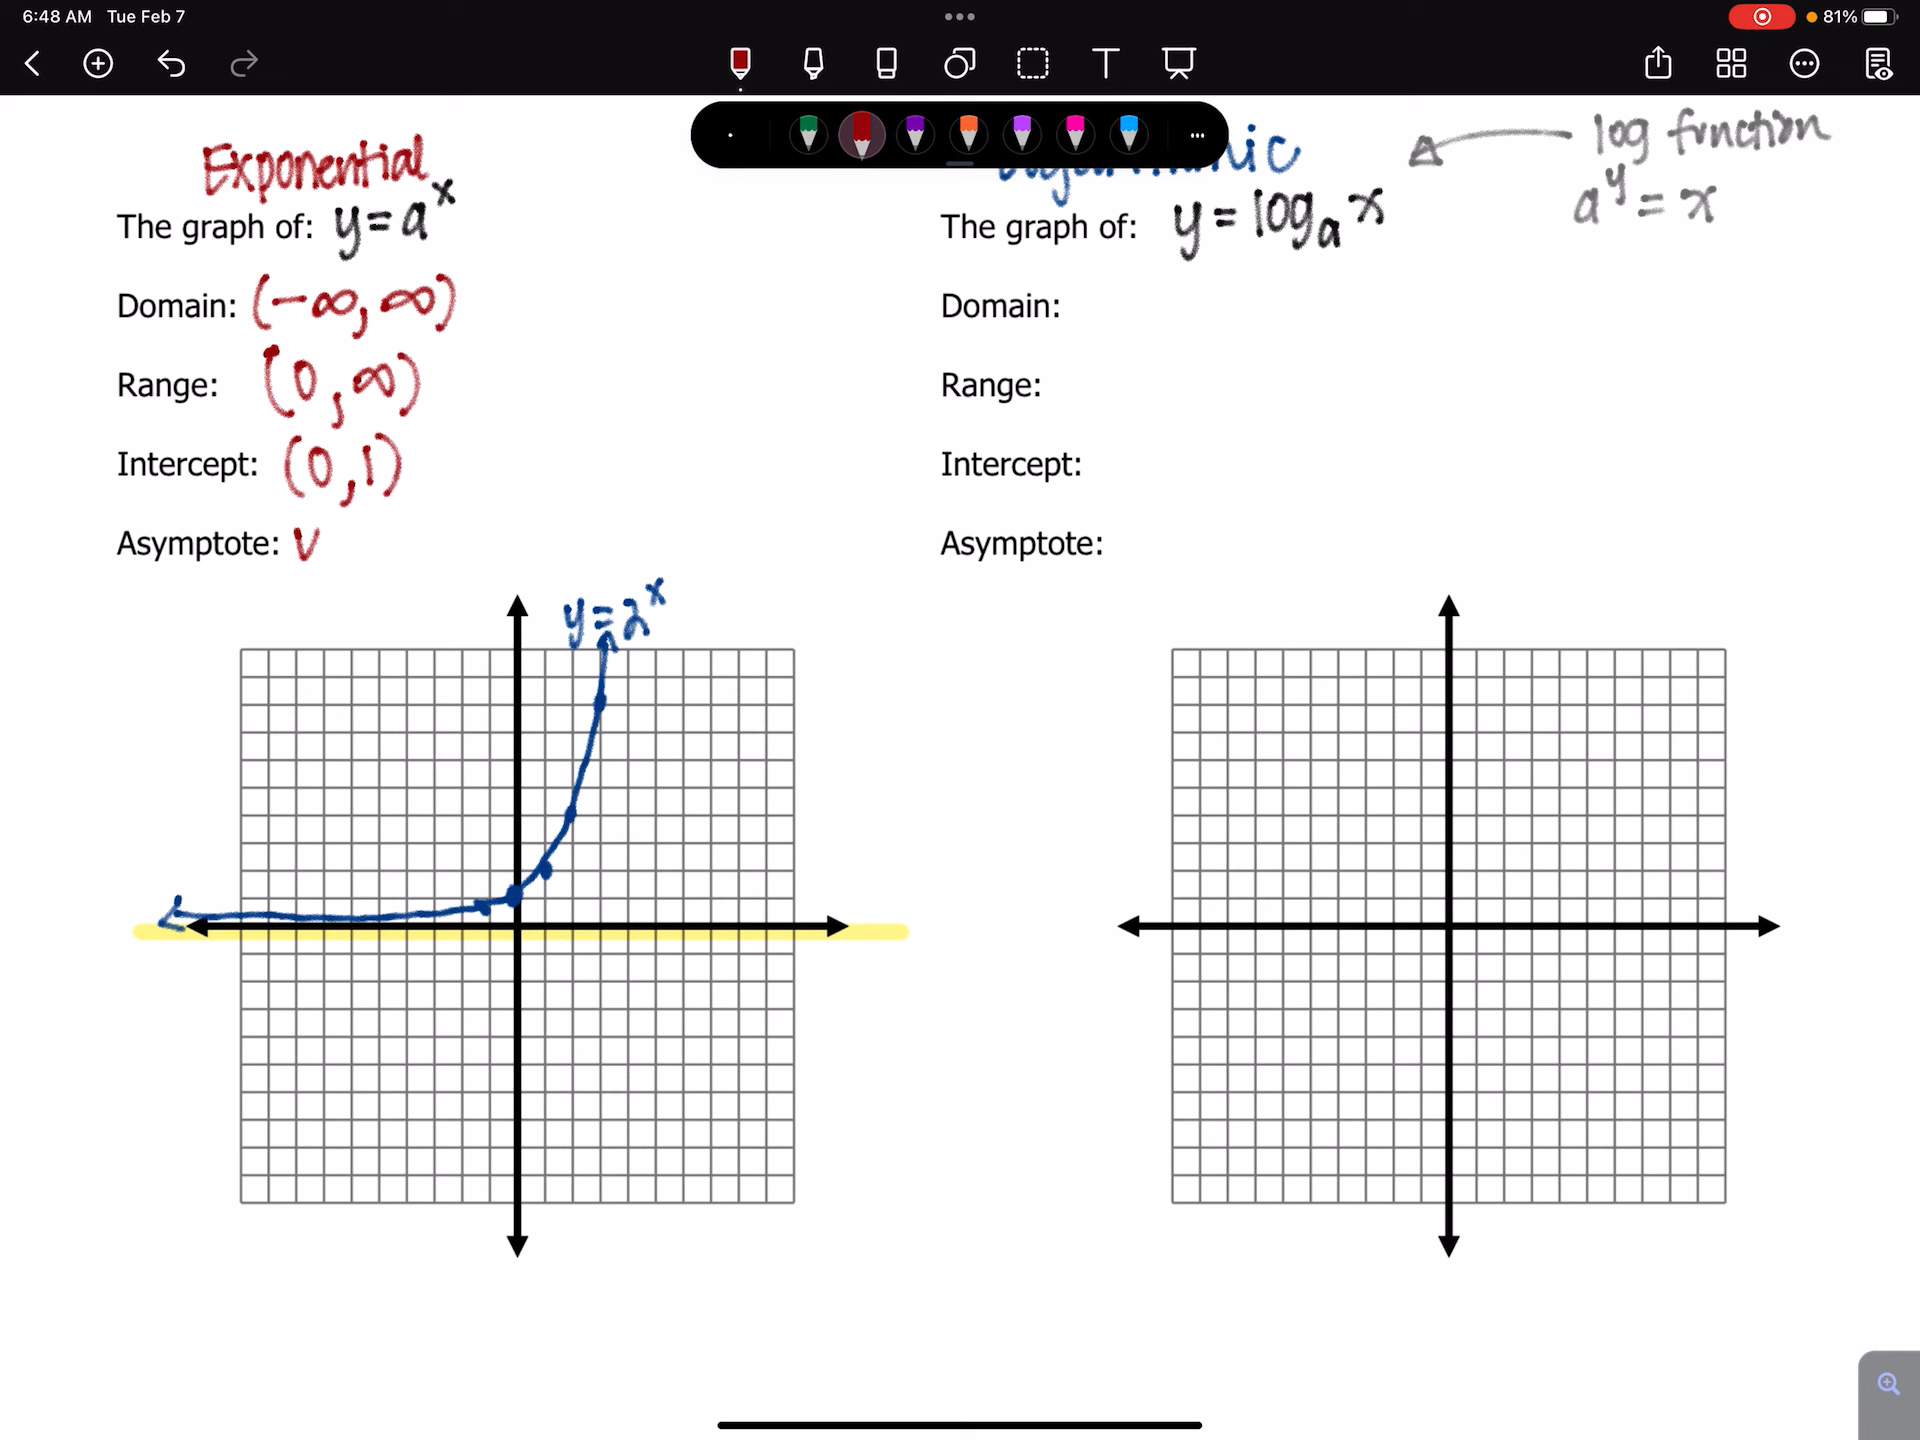 6:48 AM Tue Feb 7
81%
Exponential
The graph of: y=a^x
Domain: (-∞, ∞)
Range: (0, ∞)
Intercept: (0,1)
Asymptote: V
y=2^x
log function
a^y = x
The graph of: y = log_a x
Domain:
Range:
Intercept:
Asymptote: